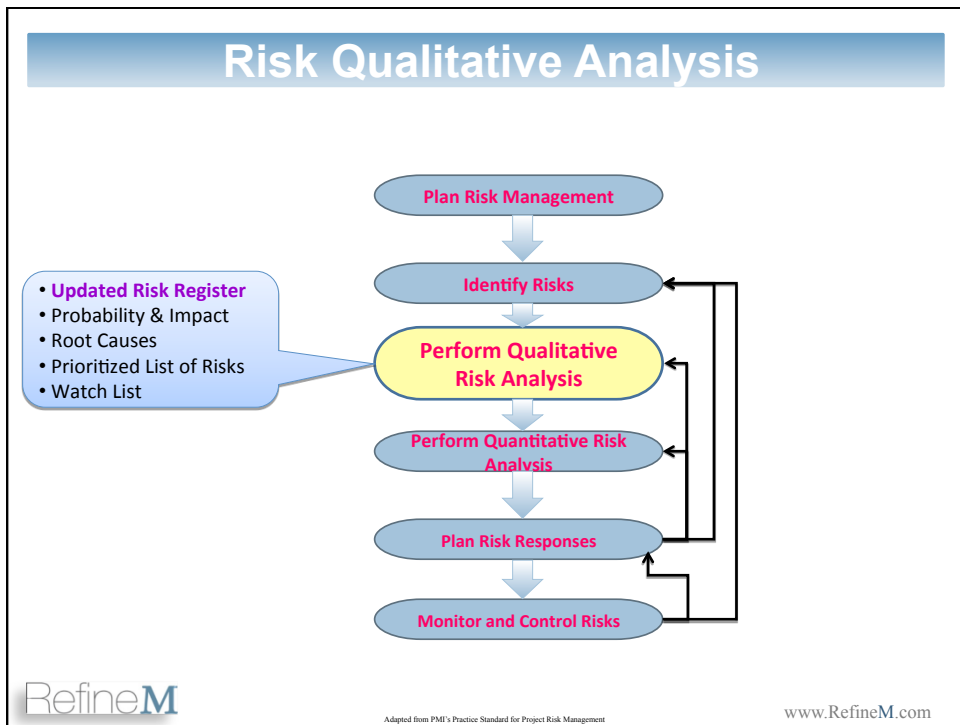 Risk Qualitative Analysis
Plan Risk Management
Identify Risks
• Updated Risk Register
• Probability & Impact
• Root Causes
• Prioritized List of Risks
• Watch List
Perform Qualitative
Risk Analysis
Perform Quantitative Risk
Analysis
Plan Risk Responses
Monitor and Control Risks
RefineM
Adapted from PMI's Practice Standard for Project Risk Management
www.RefineM.com